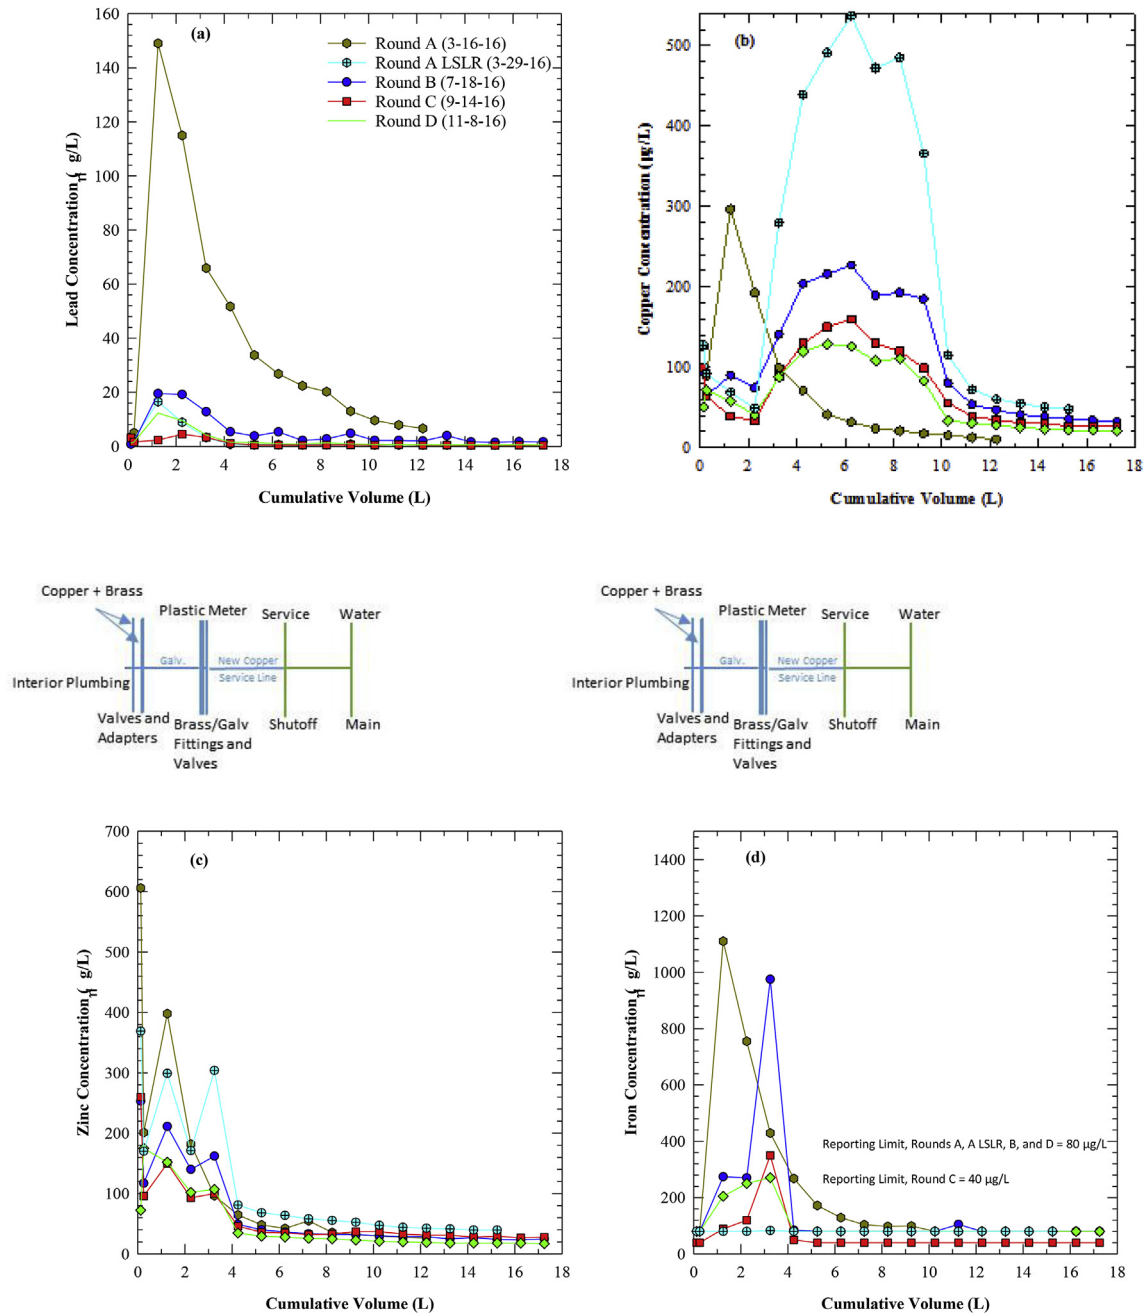 (a)
Round A (3-16-16)
Round A LSLR (3-29-16)
Round B (7-18-16)
Round C (9-14-16)
Round D (11-8-16)
Lead Concentration ( g/L)
160
140
120
100
80
60
40
20
0
0 2 4 6 8 10 12 14 16 18
Cumulative Volume (L)
(b)
Copper Concentration (µg/L)
500
400
300
200
100
0
0 2 4 6 8 10 12 14 16 18
Cumulative Volume (L)
Copper + Brass
Plastic Meter
Service
Water
Galv.
New Copper
Service Line
Interior Plumbing
Valves and
Adapters
Brass/Galv
Fittings and
Valves
Shutoff
Main
Copper + Brass
Plastic Meter
Service
Water
Galv.
New Copper
Service Line
Interior Plumbing
Valves and
Adapters
Brass/Galv
Fittings and
Valves
Shutoff
Main
(c)
Zinc Concentration ( g/L)
700
600
500
400
300
200
100
0
0 2 4 6 8 10 12 14 16 18
Cumulative Volume (L)
(d)
Iron Concentration ( g/L)
1400
1200
1000
800
600
400
200
0
Reporting Limit, Rounds A, A LSLR, B, and D = 80 µg/L
Reporting Limit, Round C = 40 µg/L
0 2 4 6 8 10 12 14 16 18
Cumulative Volume (L)